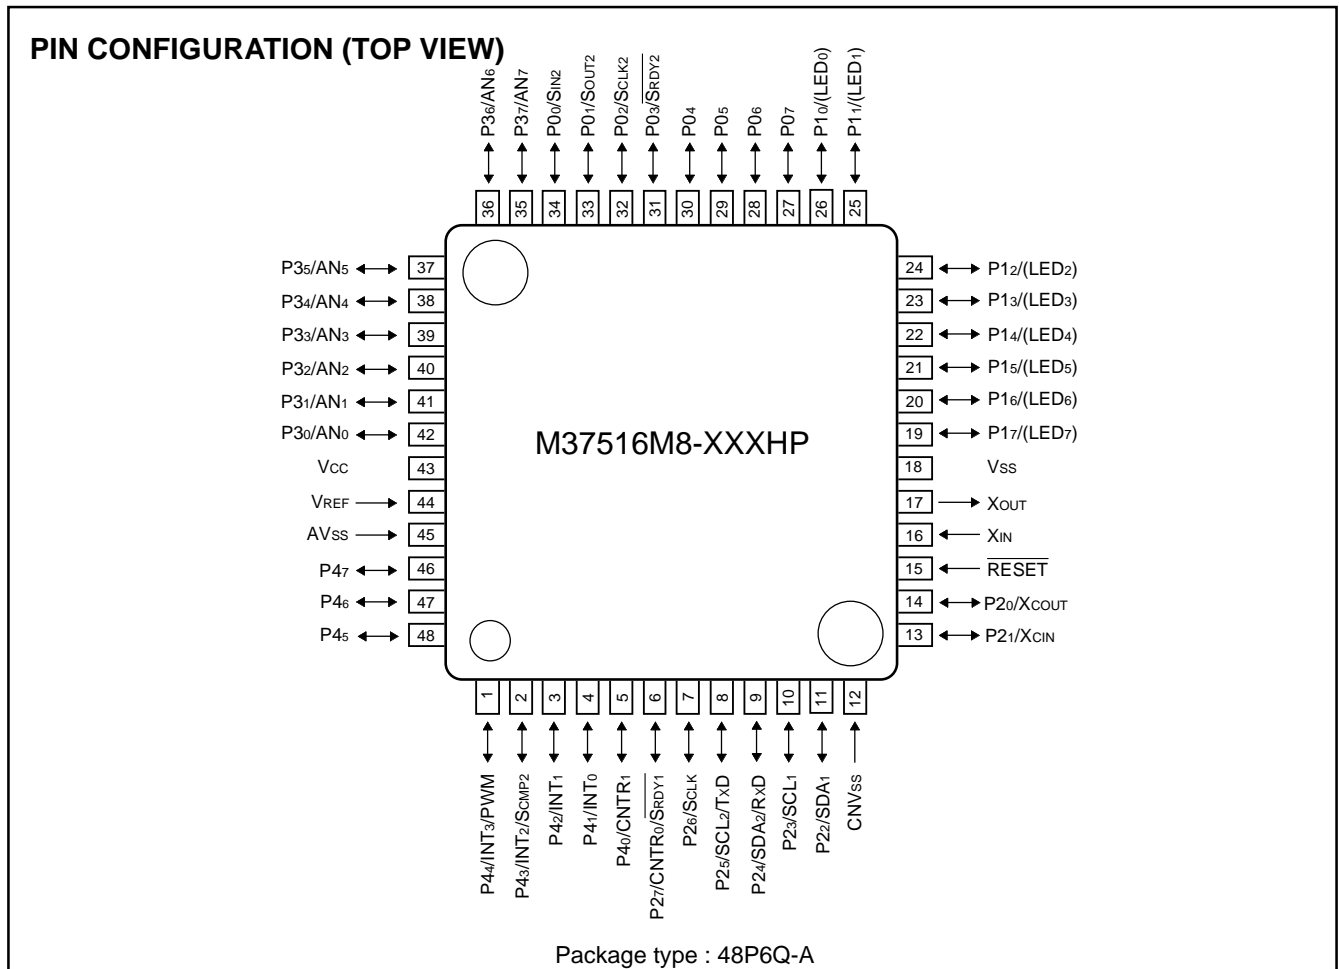 PIN CONFIGURATION (TOP VIEW)
P36/AN6
P37/AN7
P00/SIN2
P01/SOUT2
P02/SCLK2
P03/SRDY2
P04
P05
P06
P07
P10/(LED0)
P11/(LED1)
36
35
34
33
32
31
30
29
28
27
26
25
P35/AN5 37
P34/AN4 38
P33/AN3 39
P32/AN2 40
P31/AN1 41
P30/AN0 42
VCC 43
VREF 44
AVSS 45
P47 46
P46 47
P45 48
M37516M8-XXXHP
24 P12/(LED2)
23 P13/(LED3)
22 P14/(LED4)
21 P15/(LED5)
20 P16/(LED6)
19 P17/(LED7)
18 VSS
17 XOUT
16 XIN
15 RESET
14 P20/XCOUT
13 P21/XCIN
1
2
3
4
5
6
7
8
9
10
11
12
P44/INT3/PWM
P43/INT2/SCMP2
P42/INT1
P41/INT0
P40/CNTR1
P27/CNTR0/SRDY1
P26/SCLK
P25/SCL2/TxD
P24/SDA2/RxD
P23/SCL1
P22/SDA1
CNVSS
Package type : 48P6Q-A